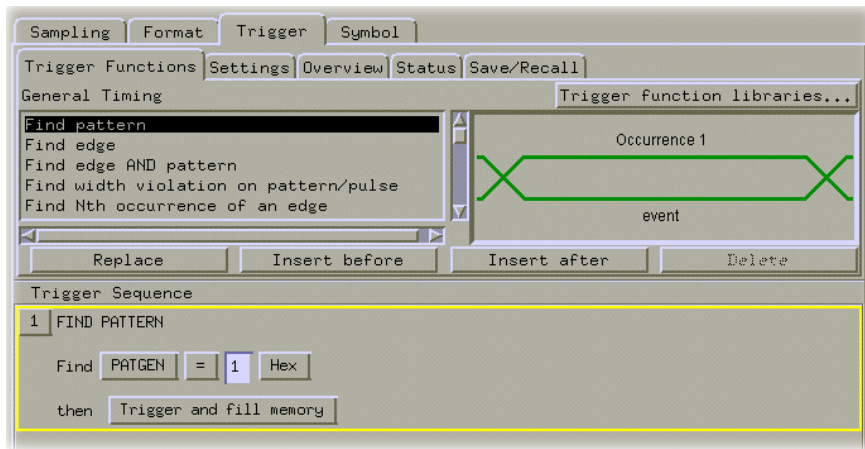 Sampling Format Trigger Symbol
Trigger Functions Settings Overview Status Save/Recall
General Timing Trigger function libraries...
Find pattern
Find edge
Find edge AND pattern
Find width violation on pattern/pulse
Find Nth occurrence of an edge
Occurrence 1
event
Replace Insert before Insert after Delete
Trigger Sequence
1 FIND PATTERN
Find PATGEN = 1 Hex
then Trigger and fill memory